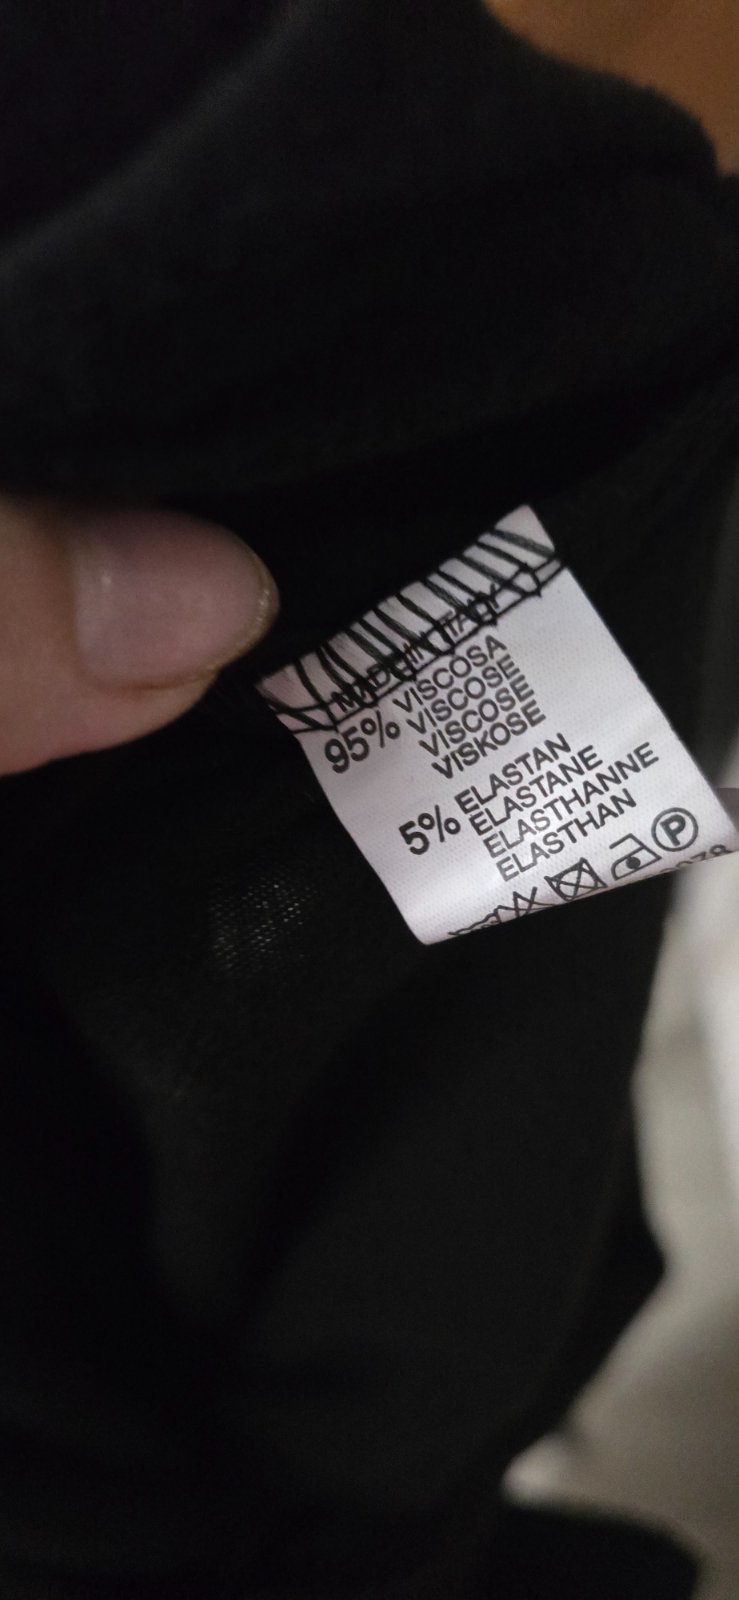 MADE IN ITALY
95% VISCOSA
VISCOSE
VISCOSE
VISKOSE
5% ELASTAN
ELASTANE
ELASTHANNE
ELASTHAN
P